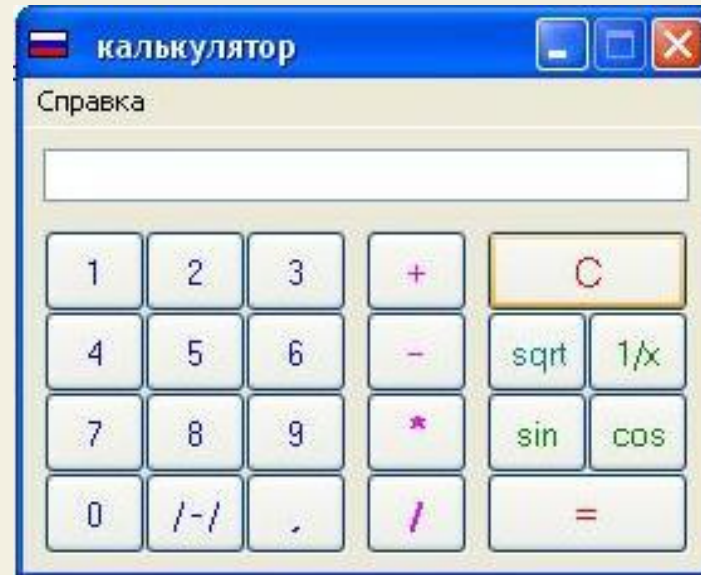 калькулятор
Справка
1 2 3 + C
4 5 6 - sqrt 1/x
7 8 9 * sin cos
0 /-/ , / =